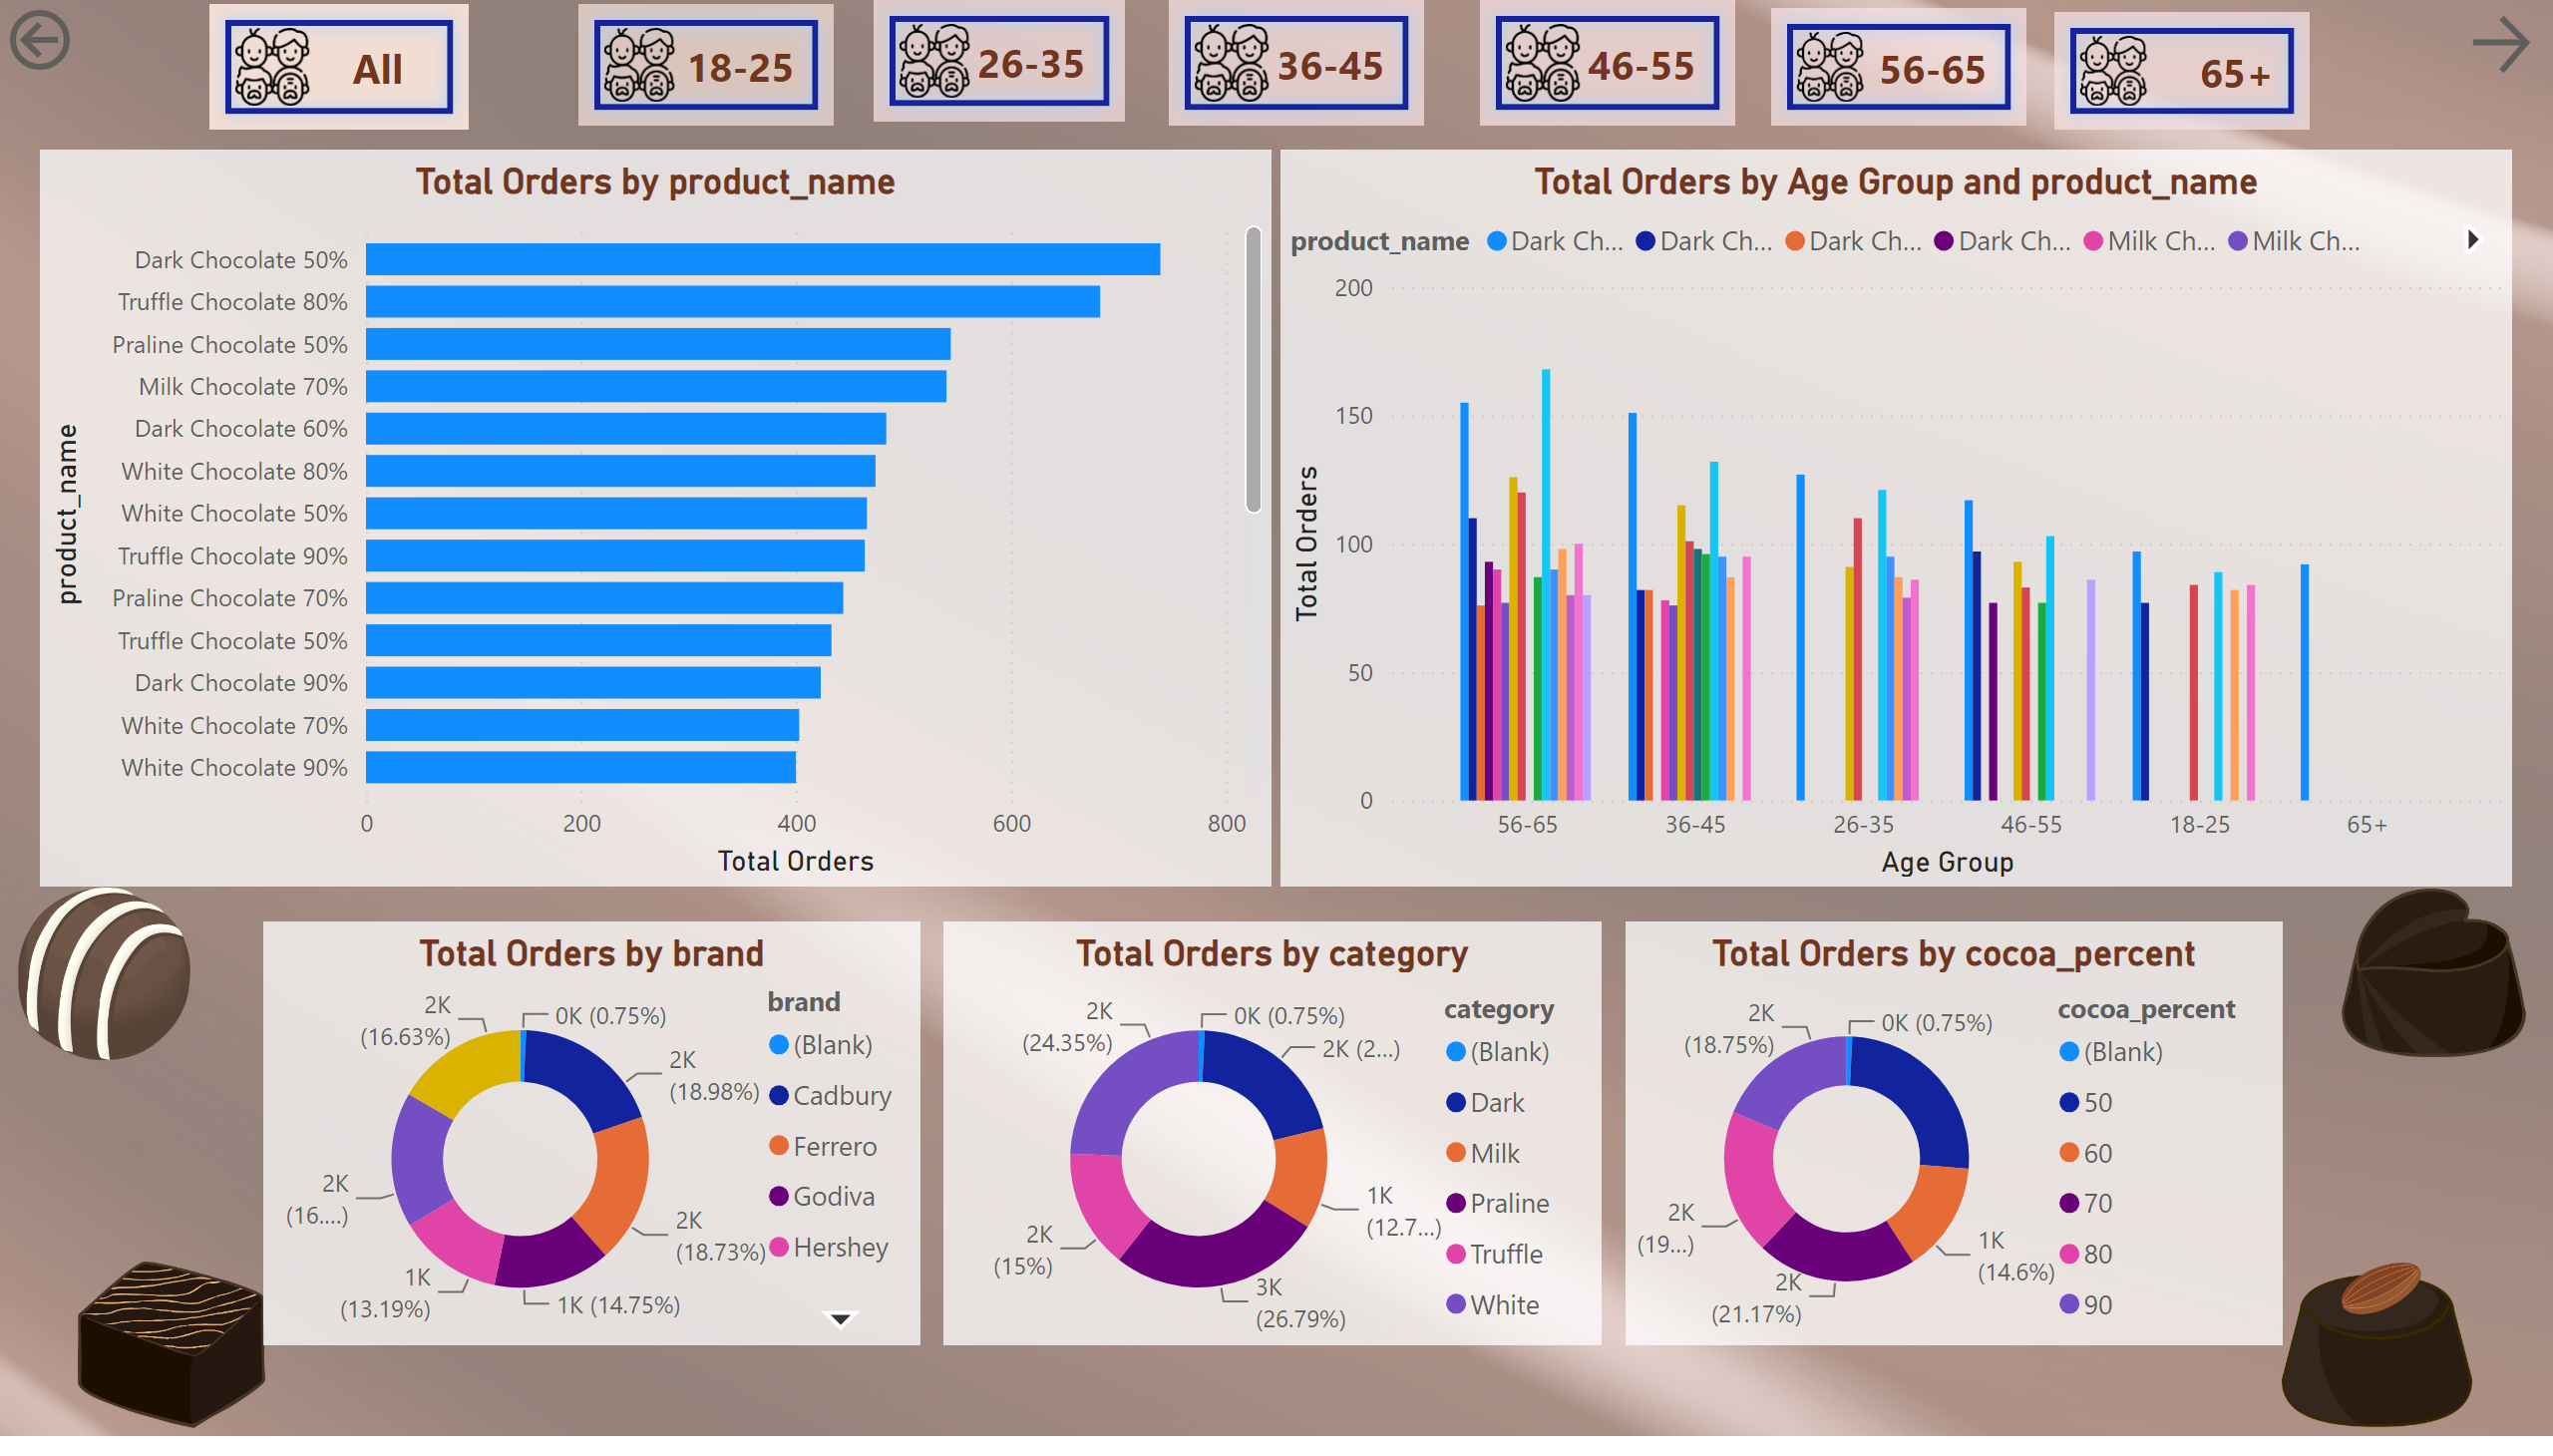 All
18-25
26-35
36-45
46-55
56-65
65+
Total Orders by product_name
product_name
Dark Chocolate 50%
Truffle Chocolate 80%
Praline Chocolate 50%
Milk Chocolate 70%
Dark Chocolate 60%
White Chocolate 80%
White Chocolate 50%
Truffle Chocolate 90%
Praline Chocolate 70%
Truffle Chocolate 50%
Dark Chocolate 90%
White Chocolate 70%
White Chocolate 90%
0 200 400 600 800
Total Orders
Total Orders by Age Group and product_name
product_name Dark Ch... Dark Ch... Dark Ch... Dark Ch... Milk Ch... Milk Ch...
Total Orders
200
150
100
50
0
56-65 36-45 26-35 46-55 18-25 65+
Age Group
Total Orders by brand
0K (0.75%)
2K
(18.98%)
2K
(18.73%)
1K (14.75%)
1K
(13.19%)
2K
(16....)
2K
(16.63%)
brand
(Blank)
Cadbury
Ferrero
Godiva
Hershey
Total Orders by category
0K (0.75%)
2K (2...)
1K
(12.7...)
3K
(26.79%)
2K
(15%)
2K
(24.35%)
category
(Blank)
Dark
Milk
Praline
Truffle
White
Total Orders by cocoa_percent
0K (0.75%)
1K
(14.6%)
2K
(21.17%)
2K
(19...)
2K
(18.75%)
cocoa_percent
(Blank)
50
60
70
80
90